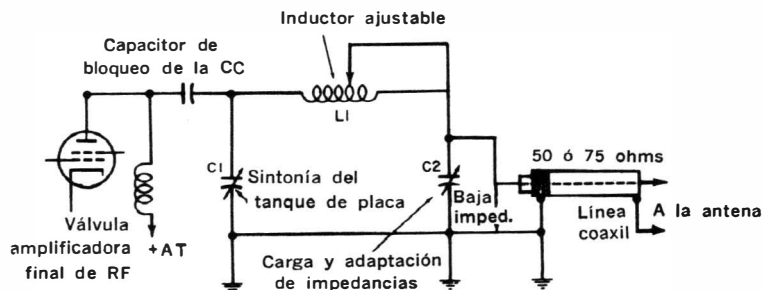 Inductor ajustable
Capacitor de
bloqueo de la CC
L1
C1
Sintonía del
tanque de placa
C2
Baja
imped.
50 ó 75 ohms
Línea
coaxil
A la antena
Válvula
amplificadora
final de RF
+AT
Carga y adaptación
de impedancias